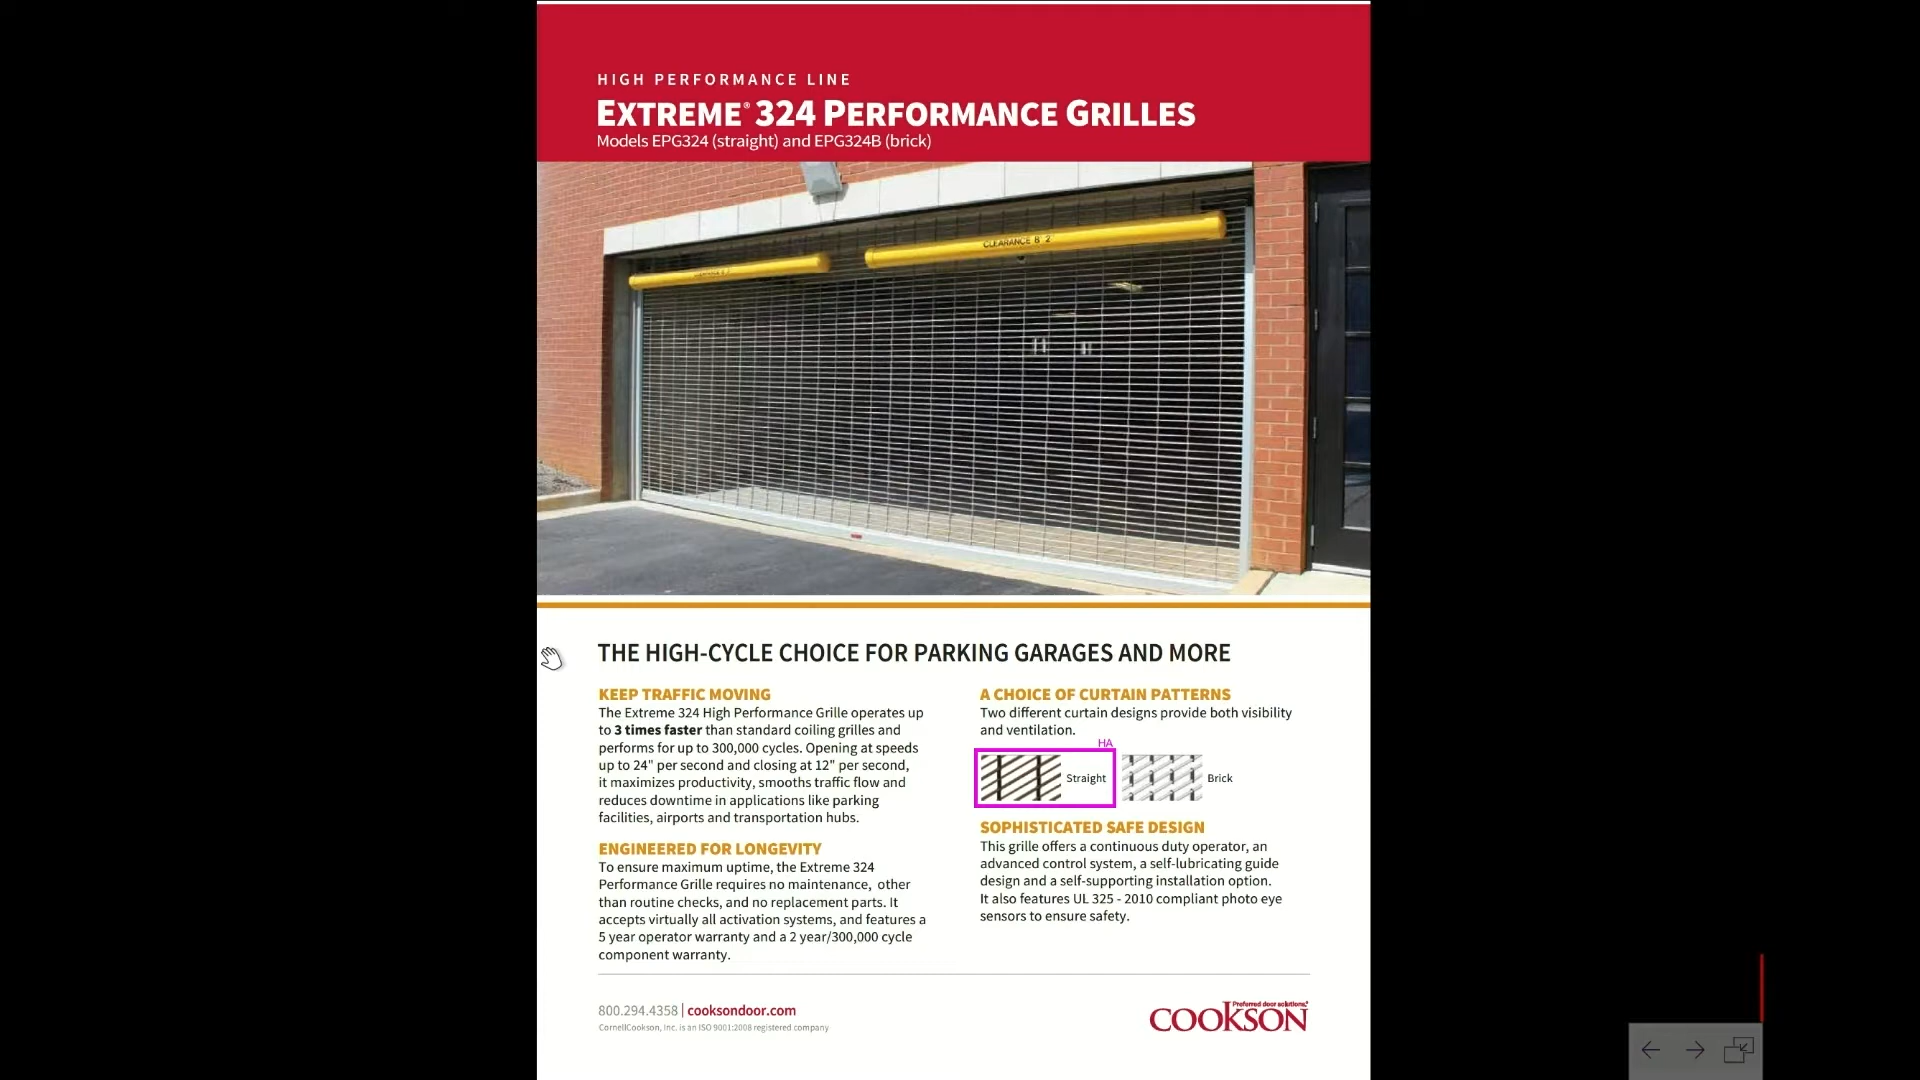 HIGH PERFORMANCE LINE
EXTREME® 324 PERFORMANCE GRILLES
Models EPG324 (straight) and EPG324B (brick)
CLEARANCE 8' 2"
THE HIGH-CYCLE CHOICE FOR PARKING GARAGES AND MORE
KEEP TRAFFIC MOVING
The Extreme 324 High Performance Grille operates up
to 3 times faster than standard coiling grilles and
performs for up to 300,000 cycles. Opening at speeds
up to 24" per second and closing at 12" per second,
it maximizes productivity, smooths traffic flow and
reduces downtime in applications like parking
facilities, airports and transportation hubs.
ENGINEERED FOR LONGEVITY
To ensure maximum uptime, the Extreme 324
Performance Grille requires no maintenance, other
than routine checks, and no replacement parts. It
accepts virtually all activation systems, and features a
5 year operator warranty and a 2 year/300,000 cycle
component warranty.
A CHOICE OF CURTAIN PATTERNS
Two different curtain designs provide both visibility
and ventilation.
HA
Straight
Brick
SOPHISTICATED SAFE DESIGN
This grille offers a continuous duty operator, an
advanced control system, a self-lubricating guide
design and a self-supporting installation option.
It also features UL 325 - 2010 compliant photo eye
sensors to ensure safety.
800.294.4358 | cooksondoor.com
CornellCookson, Inc. is an ISO 9001:2008 registered company
Preferred door solutions.®
COOKSON